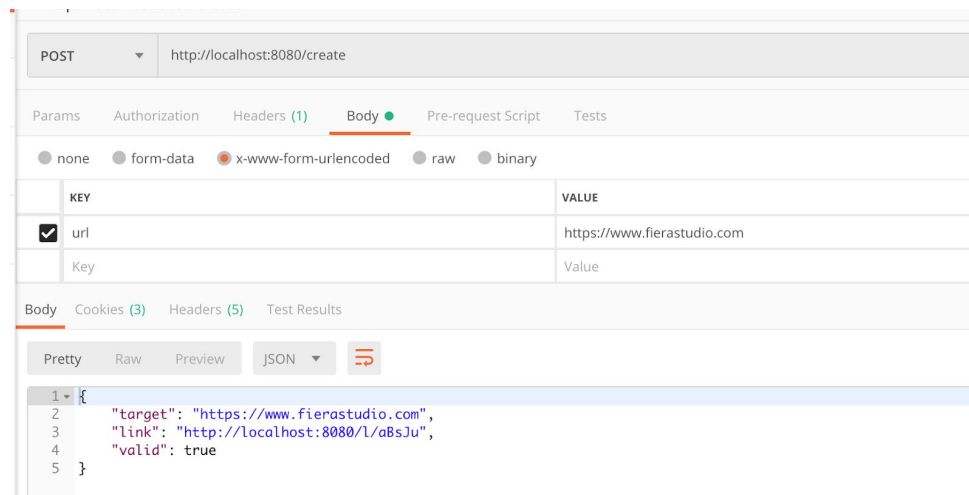 POST http://localhost:8080/create
Params Authorization Headers (1) Body Pre-request Script Tests
none form-data x-www-form-urlencoded raw binary
KEY VALUE
url https://www.fierastudio.com
Key Value
Body Cookies (3) Headers (5) Test Results
Pretty Raw Preview JSON
1 {
2 "target": "https://www.fierastudio.com",
3 "link": "http://localhost:8080/l/aBsJu",
4 "valid": true
5 }